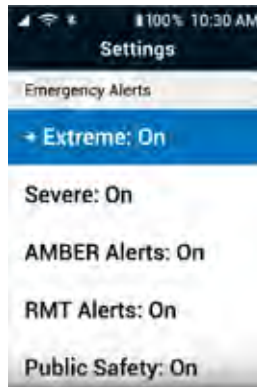 100% 10:30 AM
Settings
Emergency Alerts
Extreme: On
Severe: On
AMBER Alerts: On
RMT Alerts: On
Public Safety: On